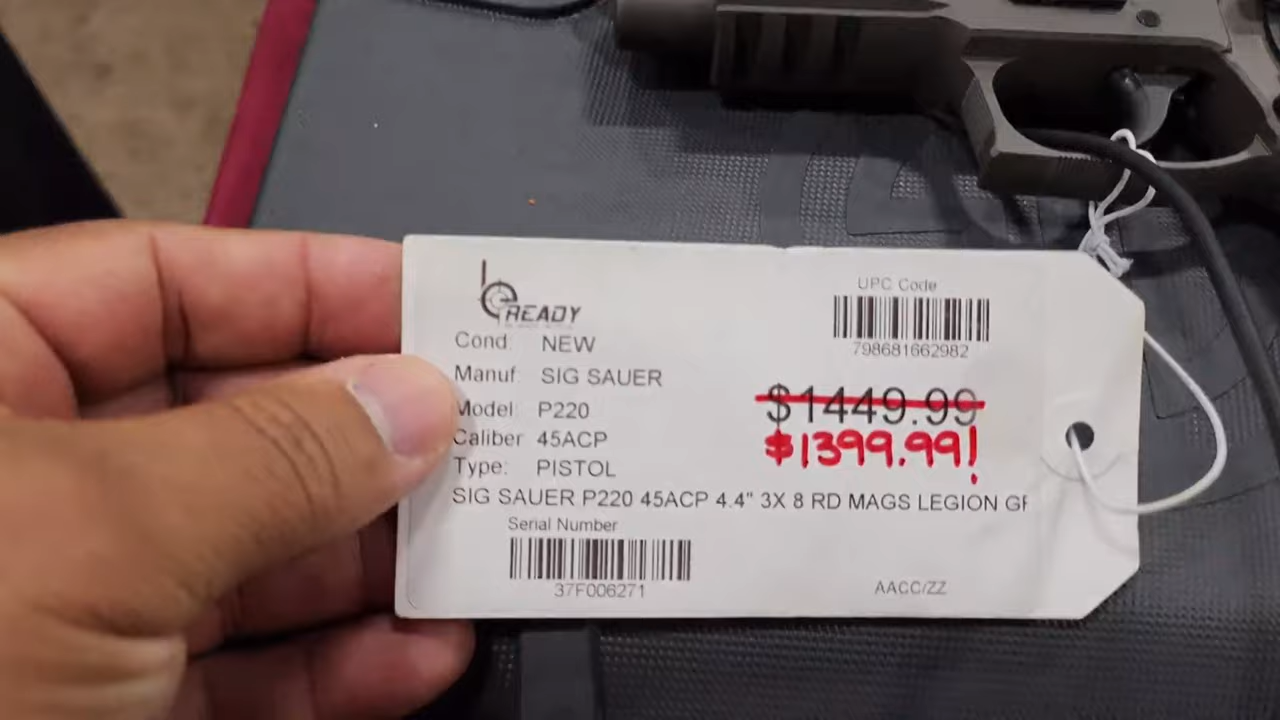 be READY
UPC Code
798681662982
Cond: NEW
Manuf: SIG SAUER
Model: P220
Caliber 45ACP
Type: PISTOL
$1449.99
$1399.99!
SIG SAUER P220 45ACP 4.4" 3X 8 RD MAGS LEGION
Serial Number
37F006271
AACC/ZZ